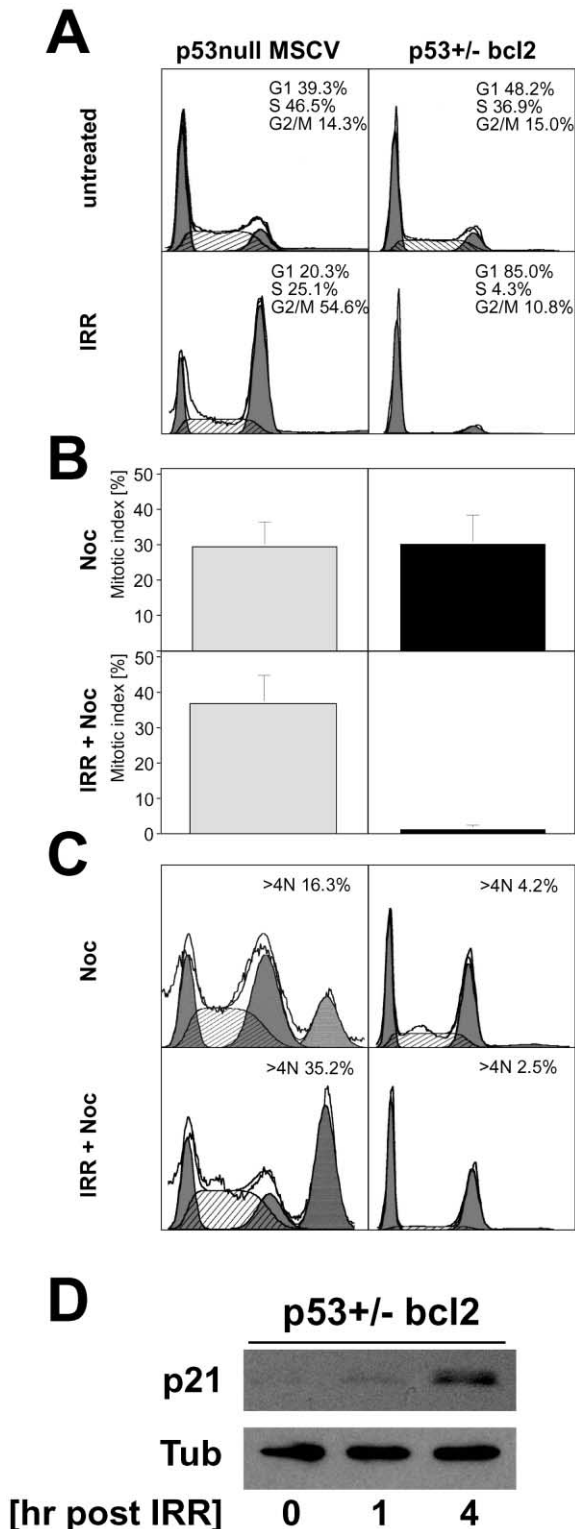 A
p53null MSCV
p53+/- bcl2
untreated
G1 39.3%
S 46.5%
G2/M 14.3%
G1 48.2%
S 36.9%
G2/M 15.0%
IRR
G1 20.3%
S 25.1%
G2/M 54.6%
G1 85.0%
S 4.3%
G2/M 10.8%
B
Noc
Mitotic index [%]
50
40
30
20
10
IRR + Noc
Mitotic index [%]
50
40
30
20
10
0
C
Noc
>4N 16.3%
>4N 4.2%
IRR + Noc
>4N 35.2%
>4N 2.5%
D
p53+/- bcl2
p21
Tub
[hr post IRR] 0 1 4